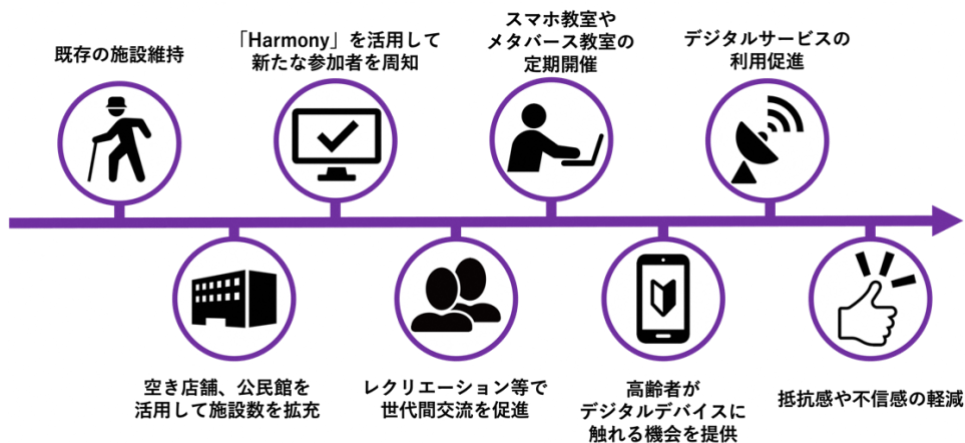 既存の施設維持
「Harmony」を活用して
新たな参加者を周知
スマホ教室や
メタバース教室の
定期開催
デジタルサービスの
利用促進
空き店舗、公民館を
活用して施設数を拡充
レクリエーション等で
世代間交流を促進
高齢者が
デジタルデバイスに
触れる機会を提供
抵抗感や不信感の軽減